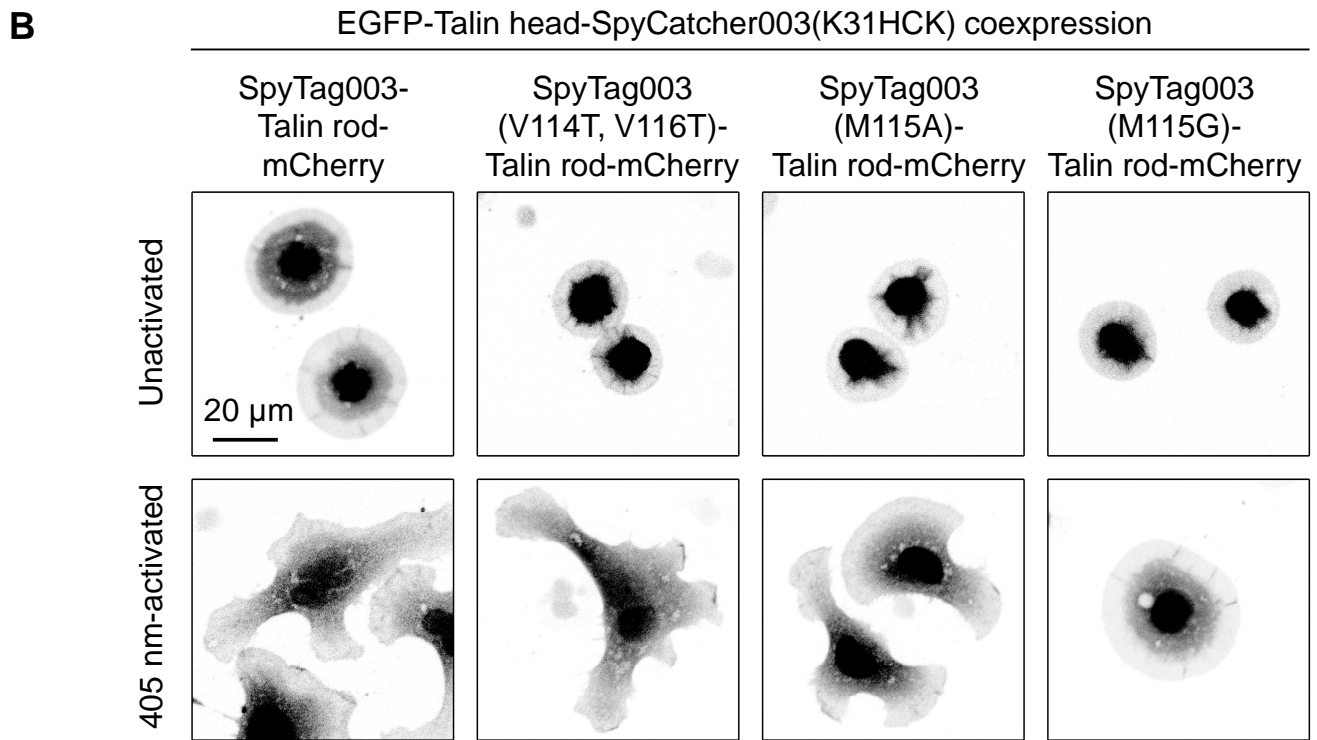 B
EGFP-Talin head-SpyCatcher003(K31HCK) coexpression
SpyTag003-
Talin rod-
mCherry
SpyTag003
(V114T, V116T)-
Talin rod-mCherry
SpyTag003
(M115A)-
Talin rod-mCherry
SpyTag003
(M115G)-
Talin rod-mCherry
Unactivated
20 μm
405 nm-activated